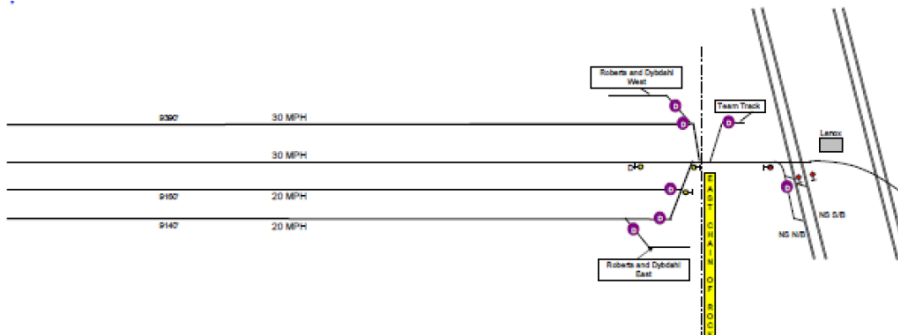 Roberts and Dybdahl
West
Team Track
9390'
30 MPH
Lenox
30 MPH
9160'
20 MPH
9140'
20 MPH
NS S/B
NS N/B
Roberts and Dybdahl
East
EAST CHAIN OF ROCK
D
D
D
D
D
D
D